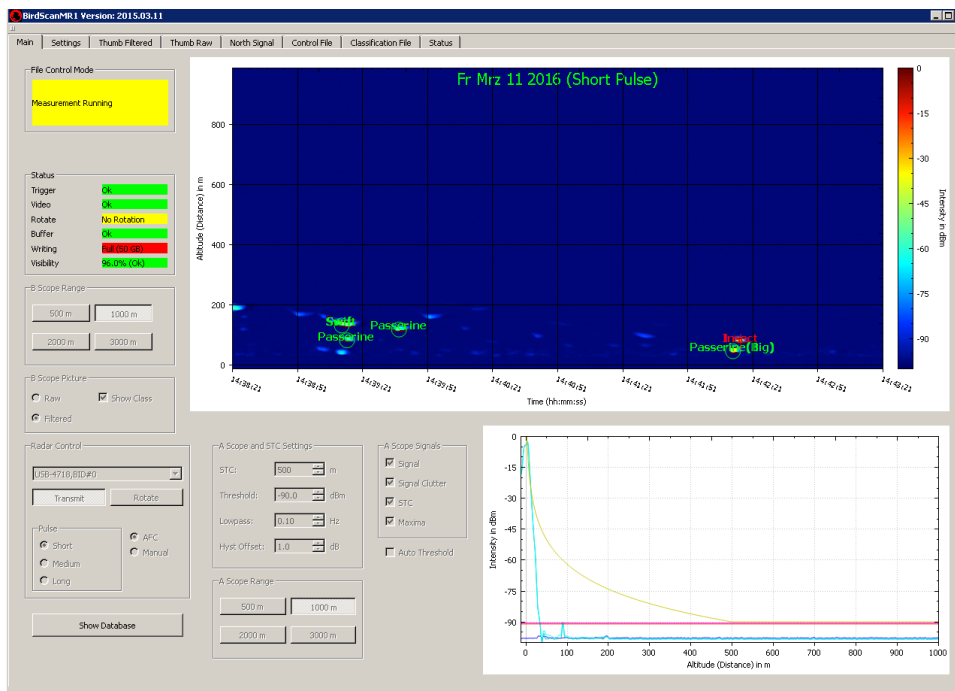 BirdScanMR1 Version: 2015.03.11
Main Settings Thumb Filtered Thumb Raw North Signal Control File Classification File Status
File Control Mode
Measurement Running
Status
Trigger Ok
Video Ok
Rotate No Rotation
Buffer Ok
Writing Full (50 GB)
Visibility 96.0% (Ok)
B Scope Range
500 m 1000 m
2000 m 3000 m
B Scope Picture
Raw Show Class
Filtered
Fr Mrz 11 2016 (Short Pulse)
Altitude (Distance) in m
800
600
400
200
0
Swift
Passerine
Passerine
Insect
Passerine(Big)
14:38:21 14:38:51 14:39:21 14:39:51 14:40:21 14:40:51 14:41:21 14:41:51 14:42:21 14:42:51 14:43:21
Time (hh:mm:ss)
0
-15
-30
-45
-60
-75
-90
Intensity in dBm
Radar Control
USB-4718,BID#0
Transmit Rotate
Pulse
Short
Medium
Long
AFC
Manual
Show Database
A Scope and STC Settings
STC: 500 m
Threshold: -90.0 dBm
Lowpass: 0.10 Hz
Hyst Offset: 1.0 dB
A Scope Signals
Signal
Signal Clutter
STC
Maxima
Auto Threshold
A Scope Range
500 m 1000 m
2000 m 3000 m
Intensity in dBm
0
-15
-30
-45
-60
-75
-90
0 100 200 300 400 500 600 700 800 900 1000
Altitude (Distance) in m